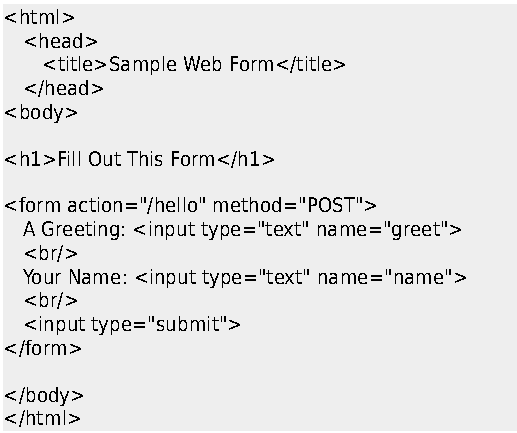 <html>
<head>
<title>Sample Web Form</title>
</head>
<body>
<h1>Fill Out This Form</h1>
<form action="/hello" method="POST">
A Greeting: <input type="text" name="greet">
<br/>
Your Name: <input type="text" name="name">
<br/>
<input type="submit">
</form>
</body>
</html>